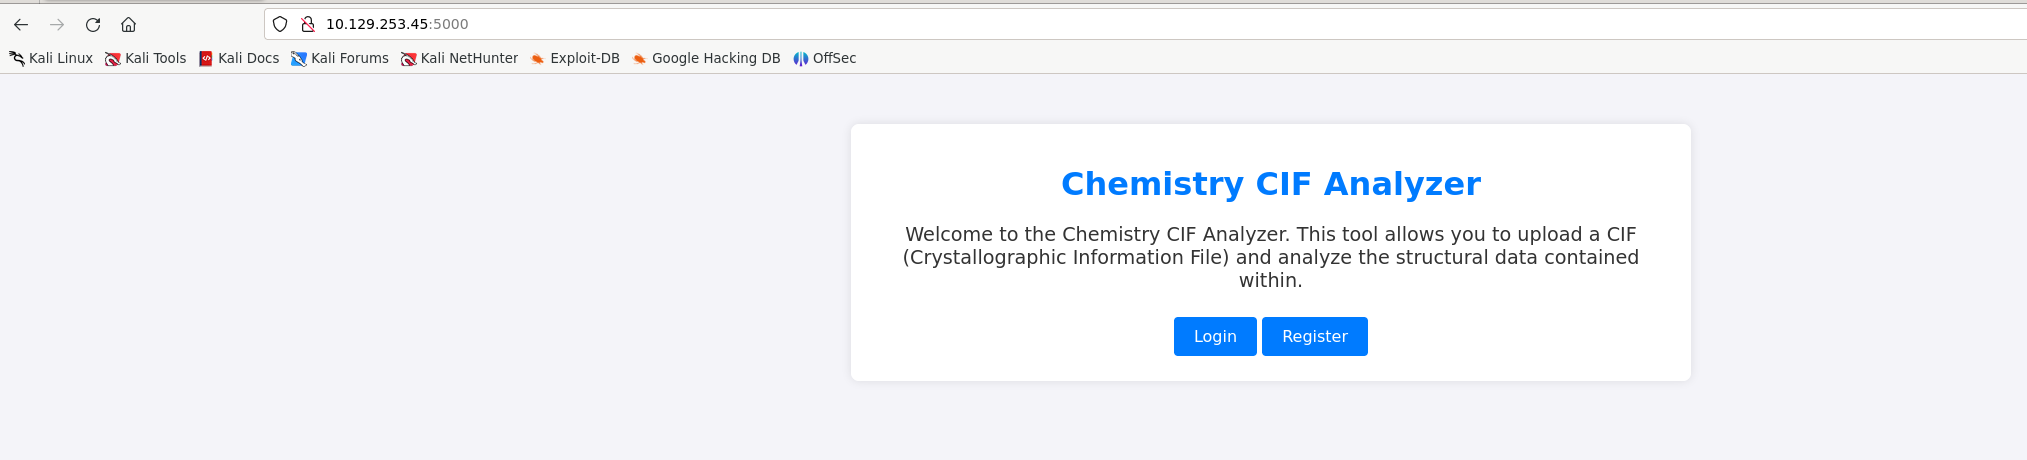 10.129.253.45:5000
Kali Linux Kali Tools Kali Docs Kali Forums Kali NetHunter Exploit-DB Google Hacking DB OffSec
Chemistry CIF Analyzer
Welcome to the Chemistry CIF Analyzer. This tool allows you to upload a CIF
(Crystallographic Information File) and analyze the structural data contained
within.
Login Register